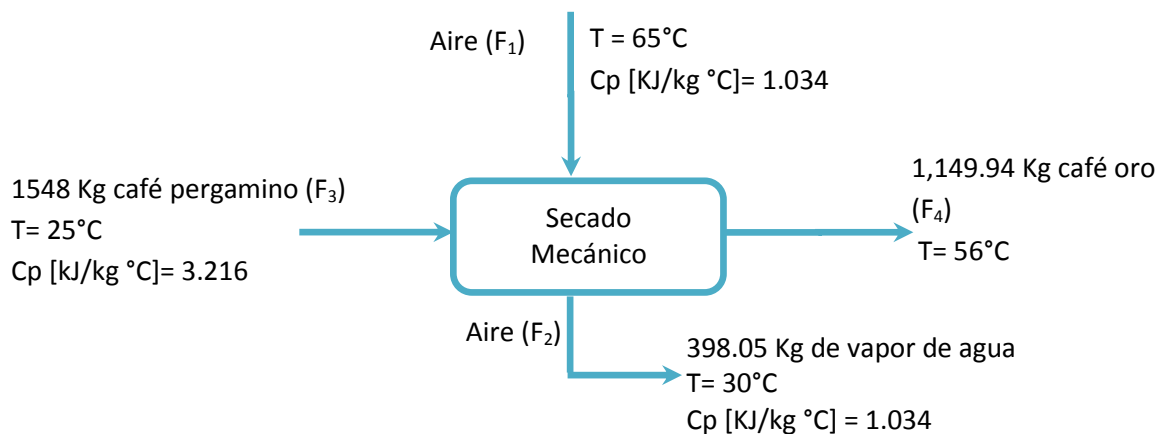 Aire (F₁)
T = 65°C
Cp [KJ/kg °C]= 1.034
1548 Kg café pergamino (F₃)
T= 25°C
Cp [kJ/kg °C]= 3.216
Secado
Mecánico
1,149.94 Kg café oro
(F₄)
T= 56°C
Aire (F₂)
398.05 Kg de vapor de agua
T= 30°C
Cp [KJ/kg °C] = 1.034